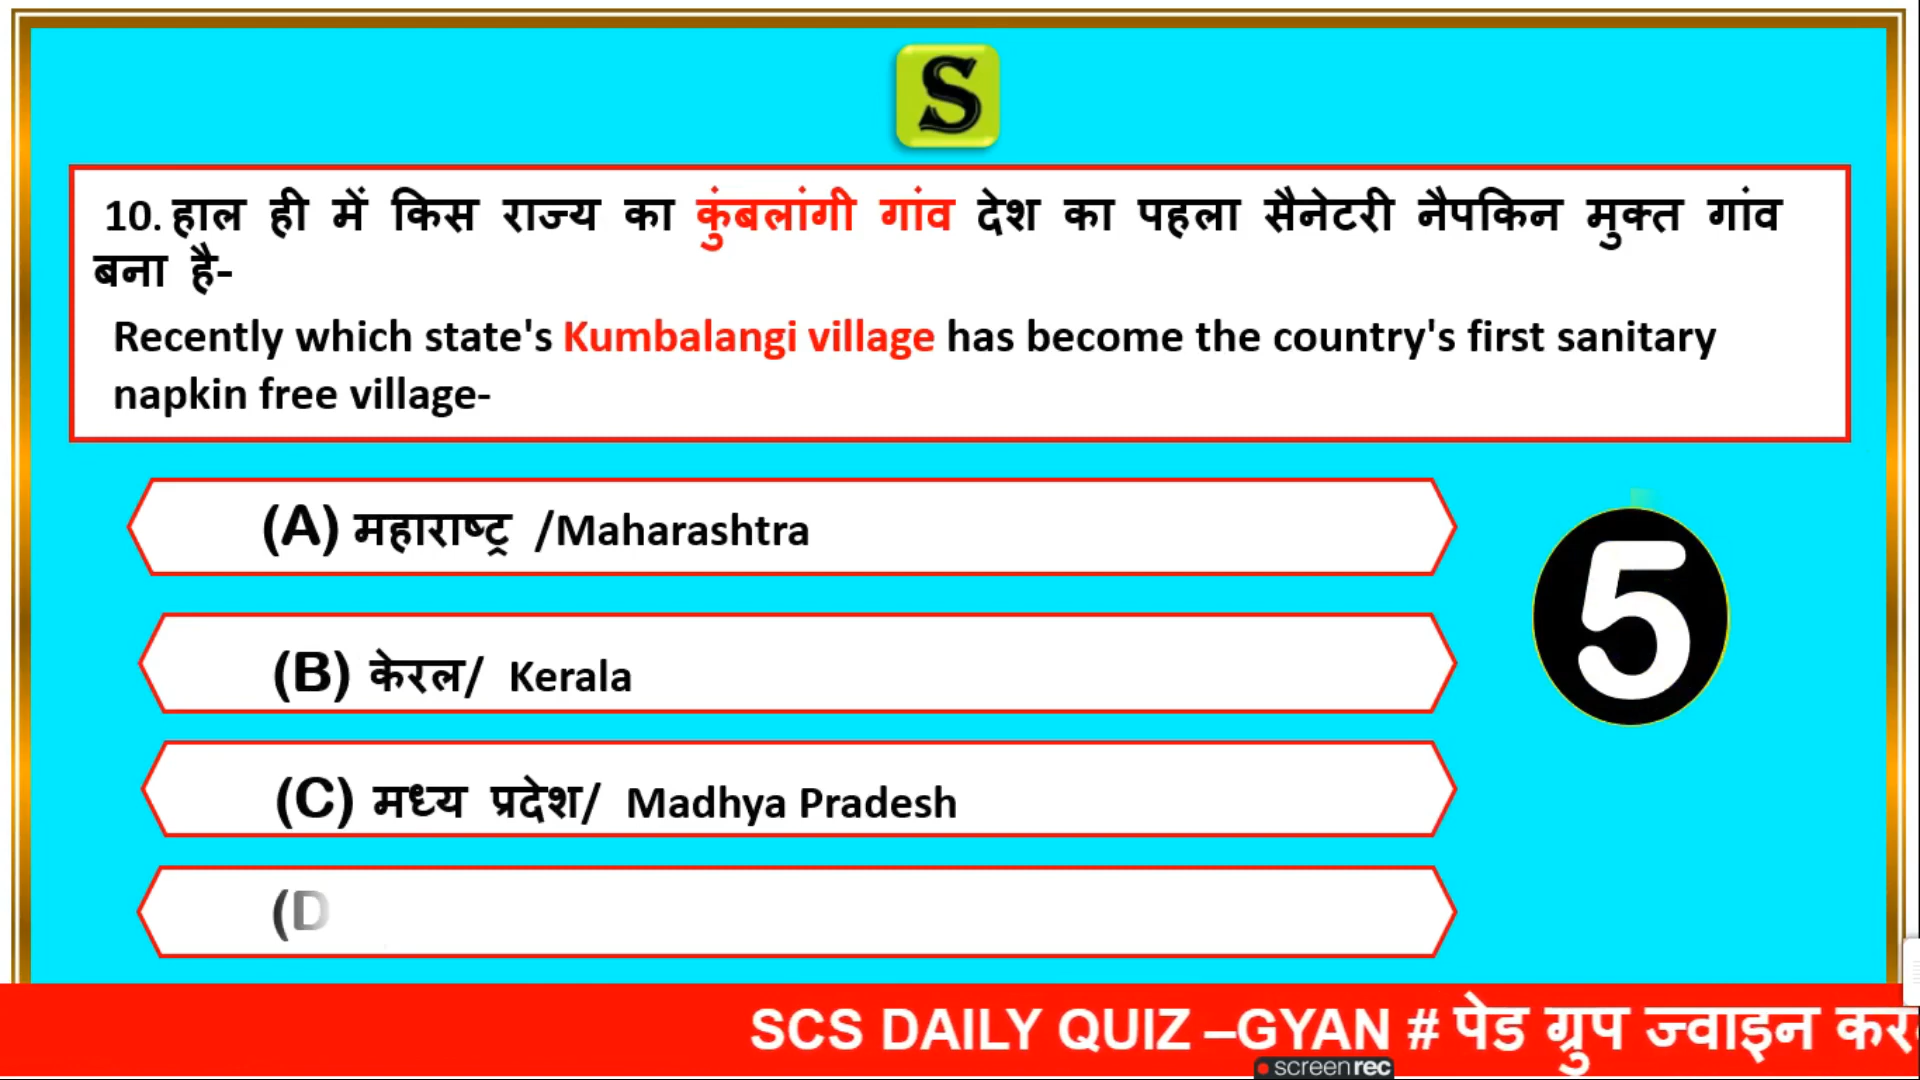 S
10. हाल ही में किस राज्य का कुंबलांगी गांव देश का पहला सैनेटरी नैपकिन मुक्त गांव
बना है-
Recently which state's Kumbalangi village has become the country's first sanitary
napkin free village-
(A) महाराष्ट्र /Maharashtra
5
(B) केरल/ Kerala
(C) मध्य प्रदेश/ Madhya Pradesh
(D
SCS DAILY QUIZ –GYAN # पेड ग्रुप ज्वाइन
screenrec